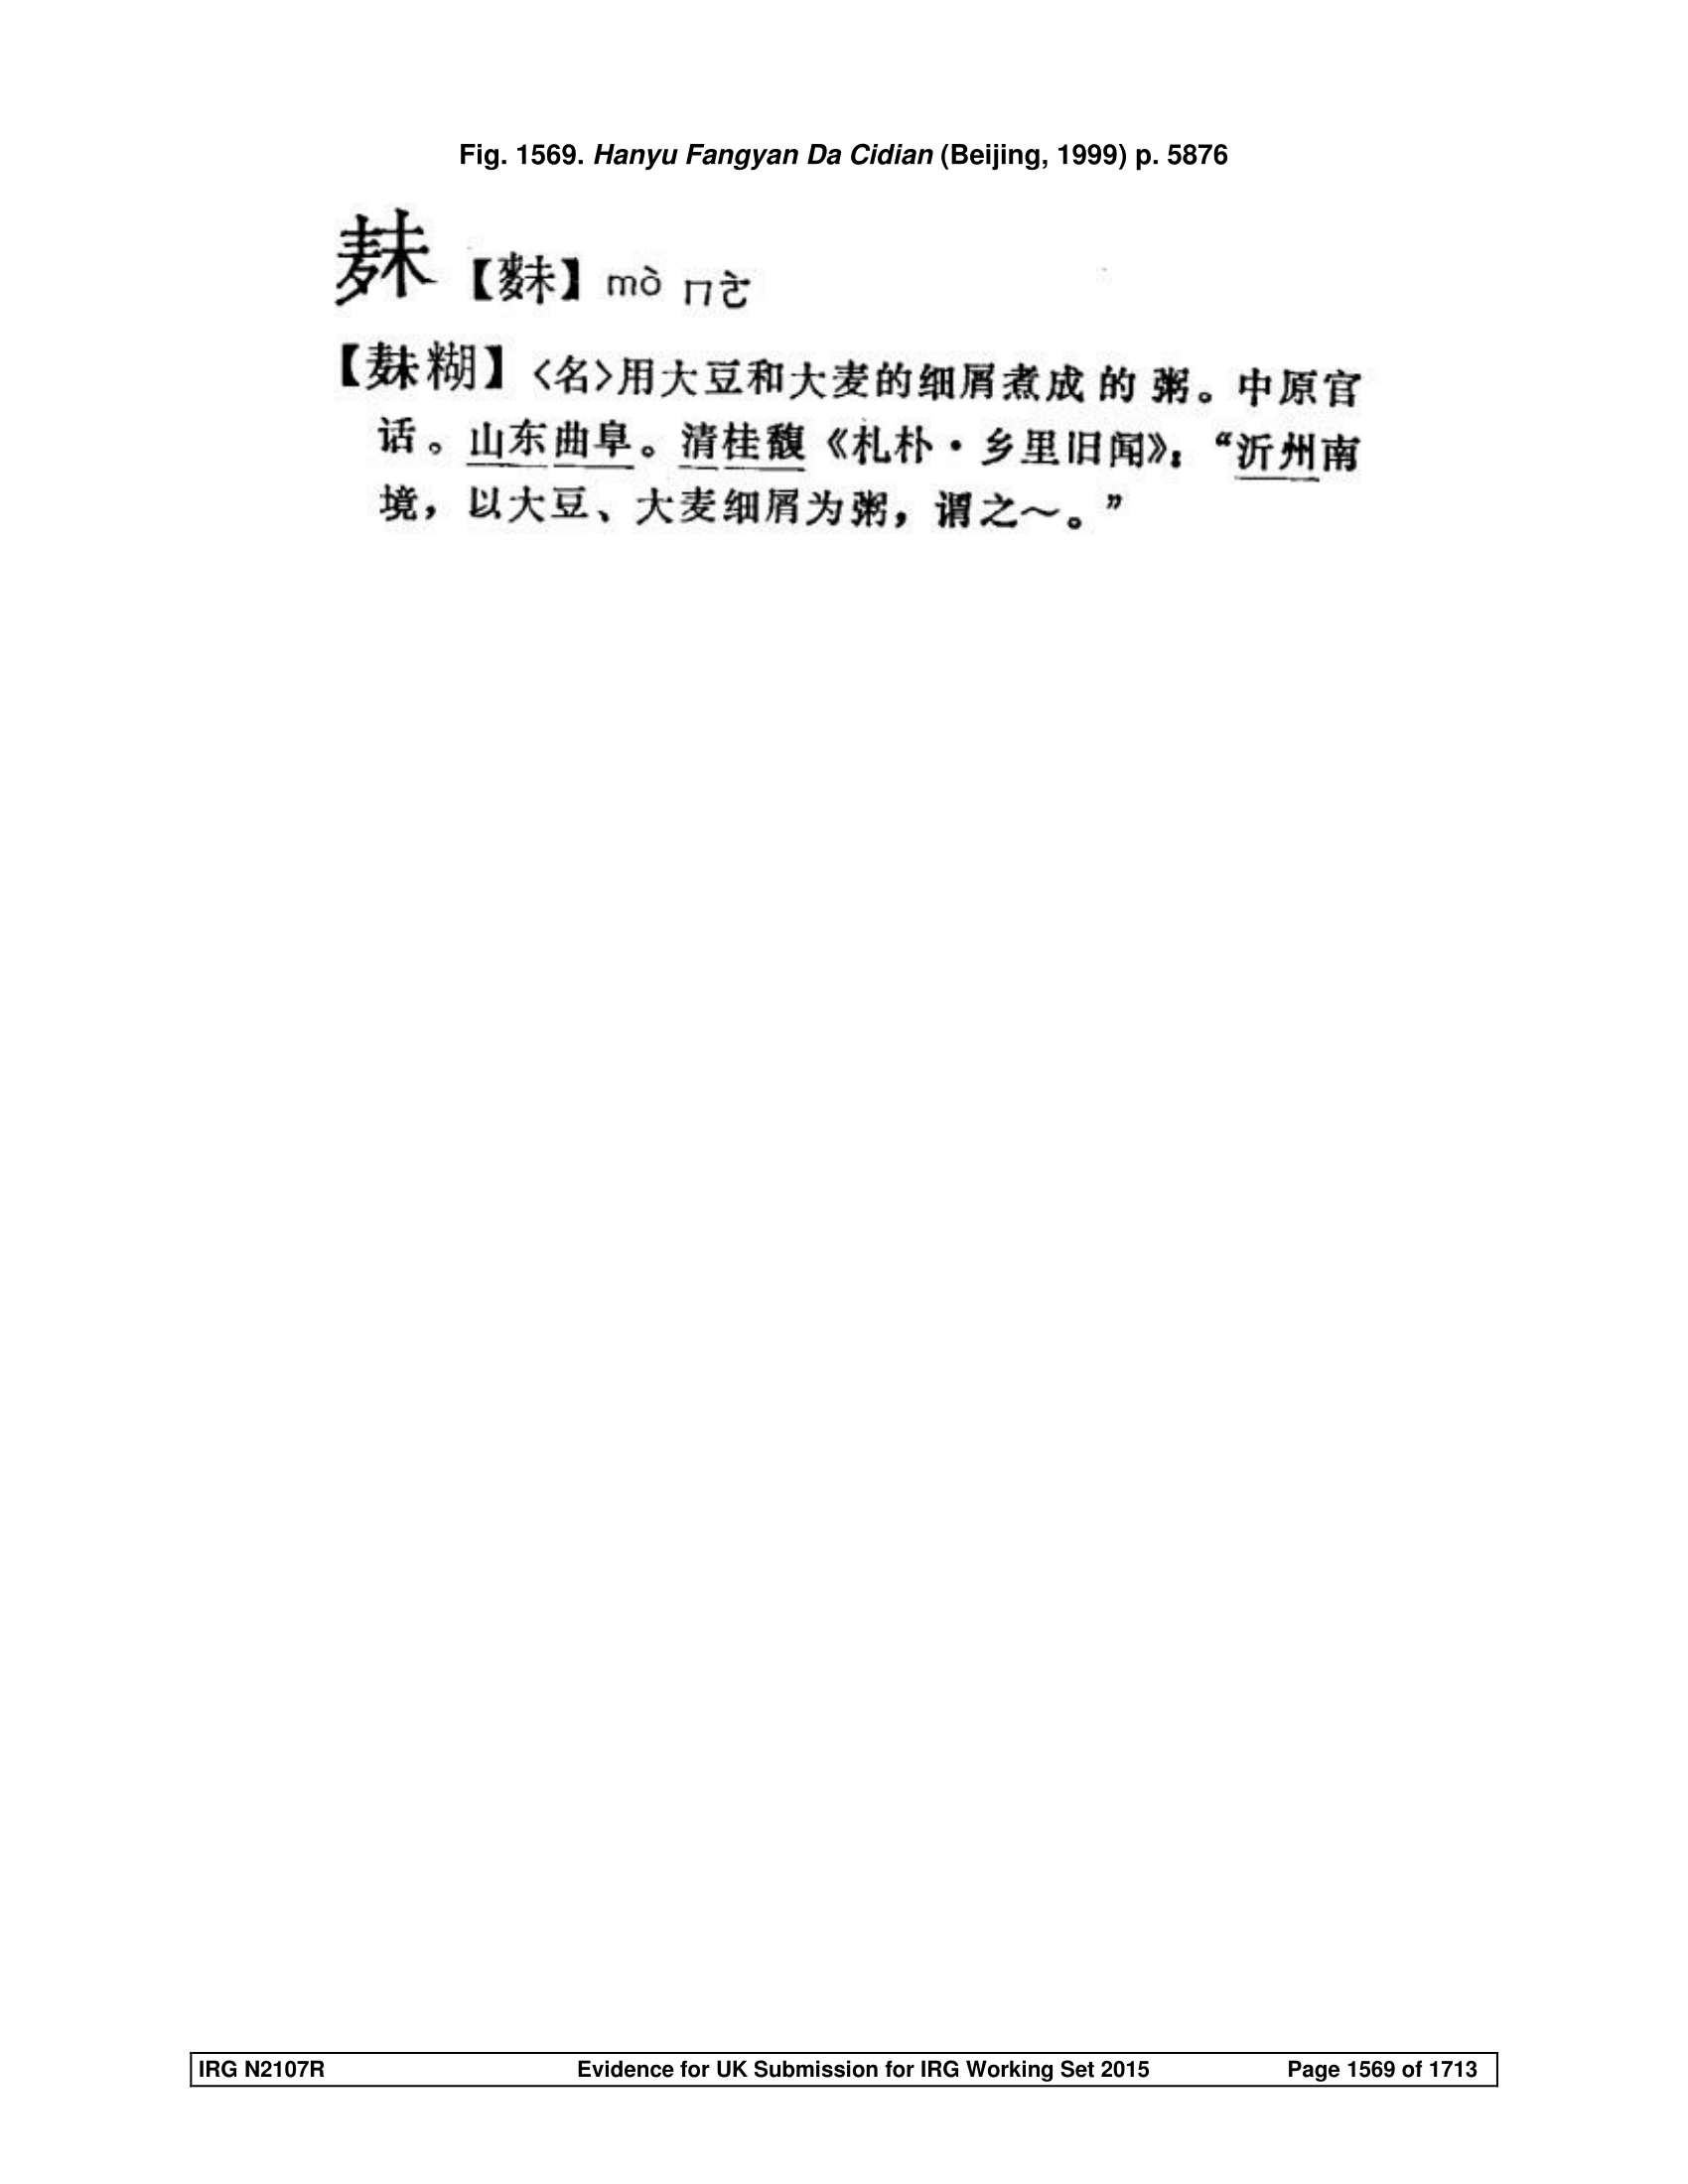 Fig. 1569. Hanyu Fangyan Da Cidian (Beijing, 1999) p. 5876
【】mò ㄇㄛˋ
【糊】〈名〉用大豆和大麦的细屑煮成的粥。中原官
话。山东曲阜。清桂馥《札朴·乡里旧闻》：“沂州南
境，以大豆、大麦细屑为粥，谓之～。”
IRG N2107R Evidence for UK Submission for IRG Working Set 2015 Page 1569 of 1713